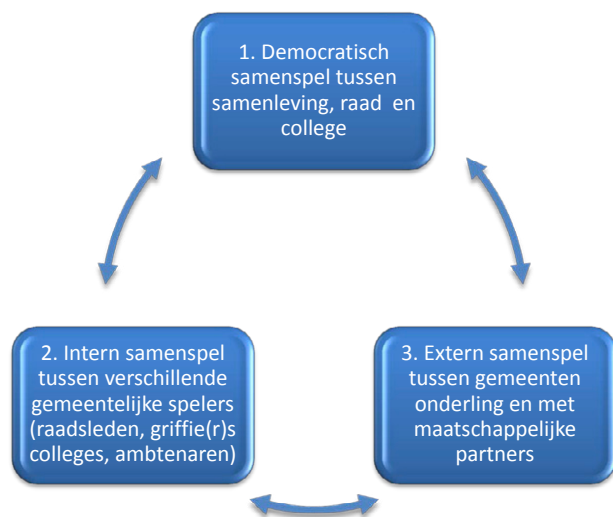 1. Democratisch
samenspel tussen
samenleving, raad en
college
2. Intern samenspel
tussen verschillende
gemeentelijke spelers
(raadsleden, griffie(r)s
colleges, ambtenaren)
3. Extern samenspel
tussen gemeenten
onderling en met
maatschappelijke
partners